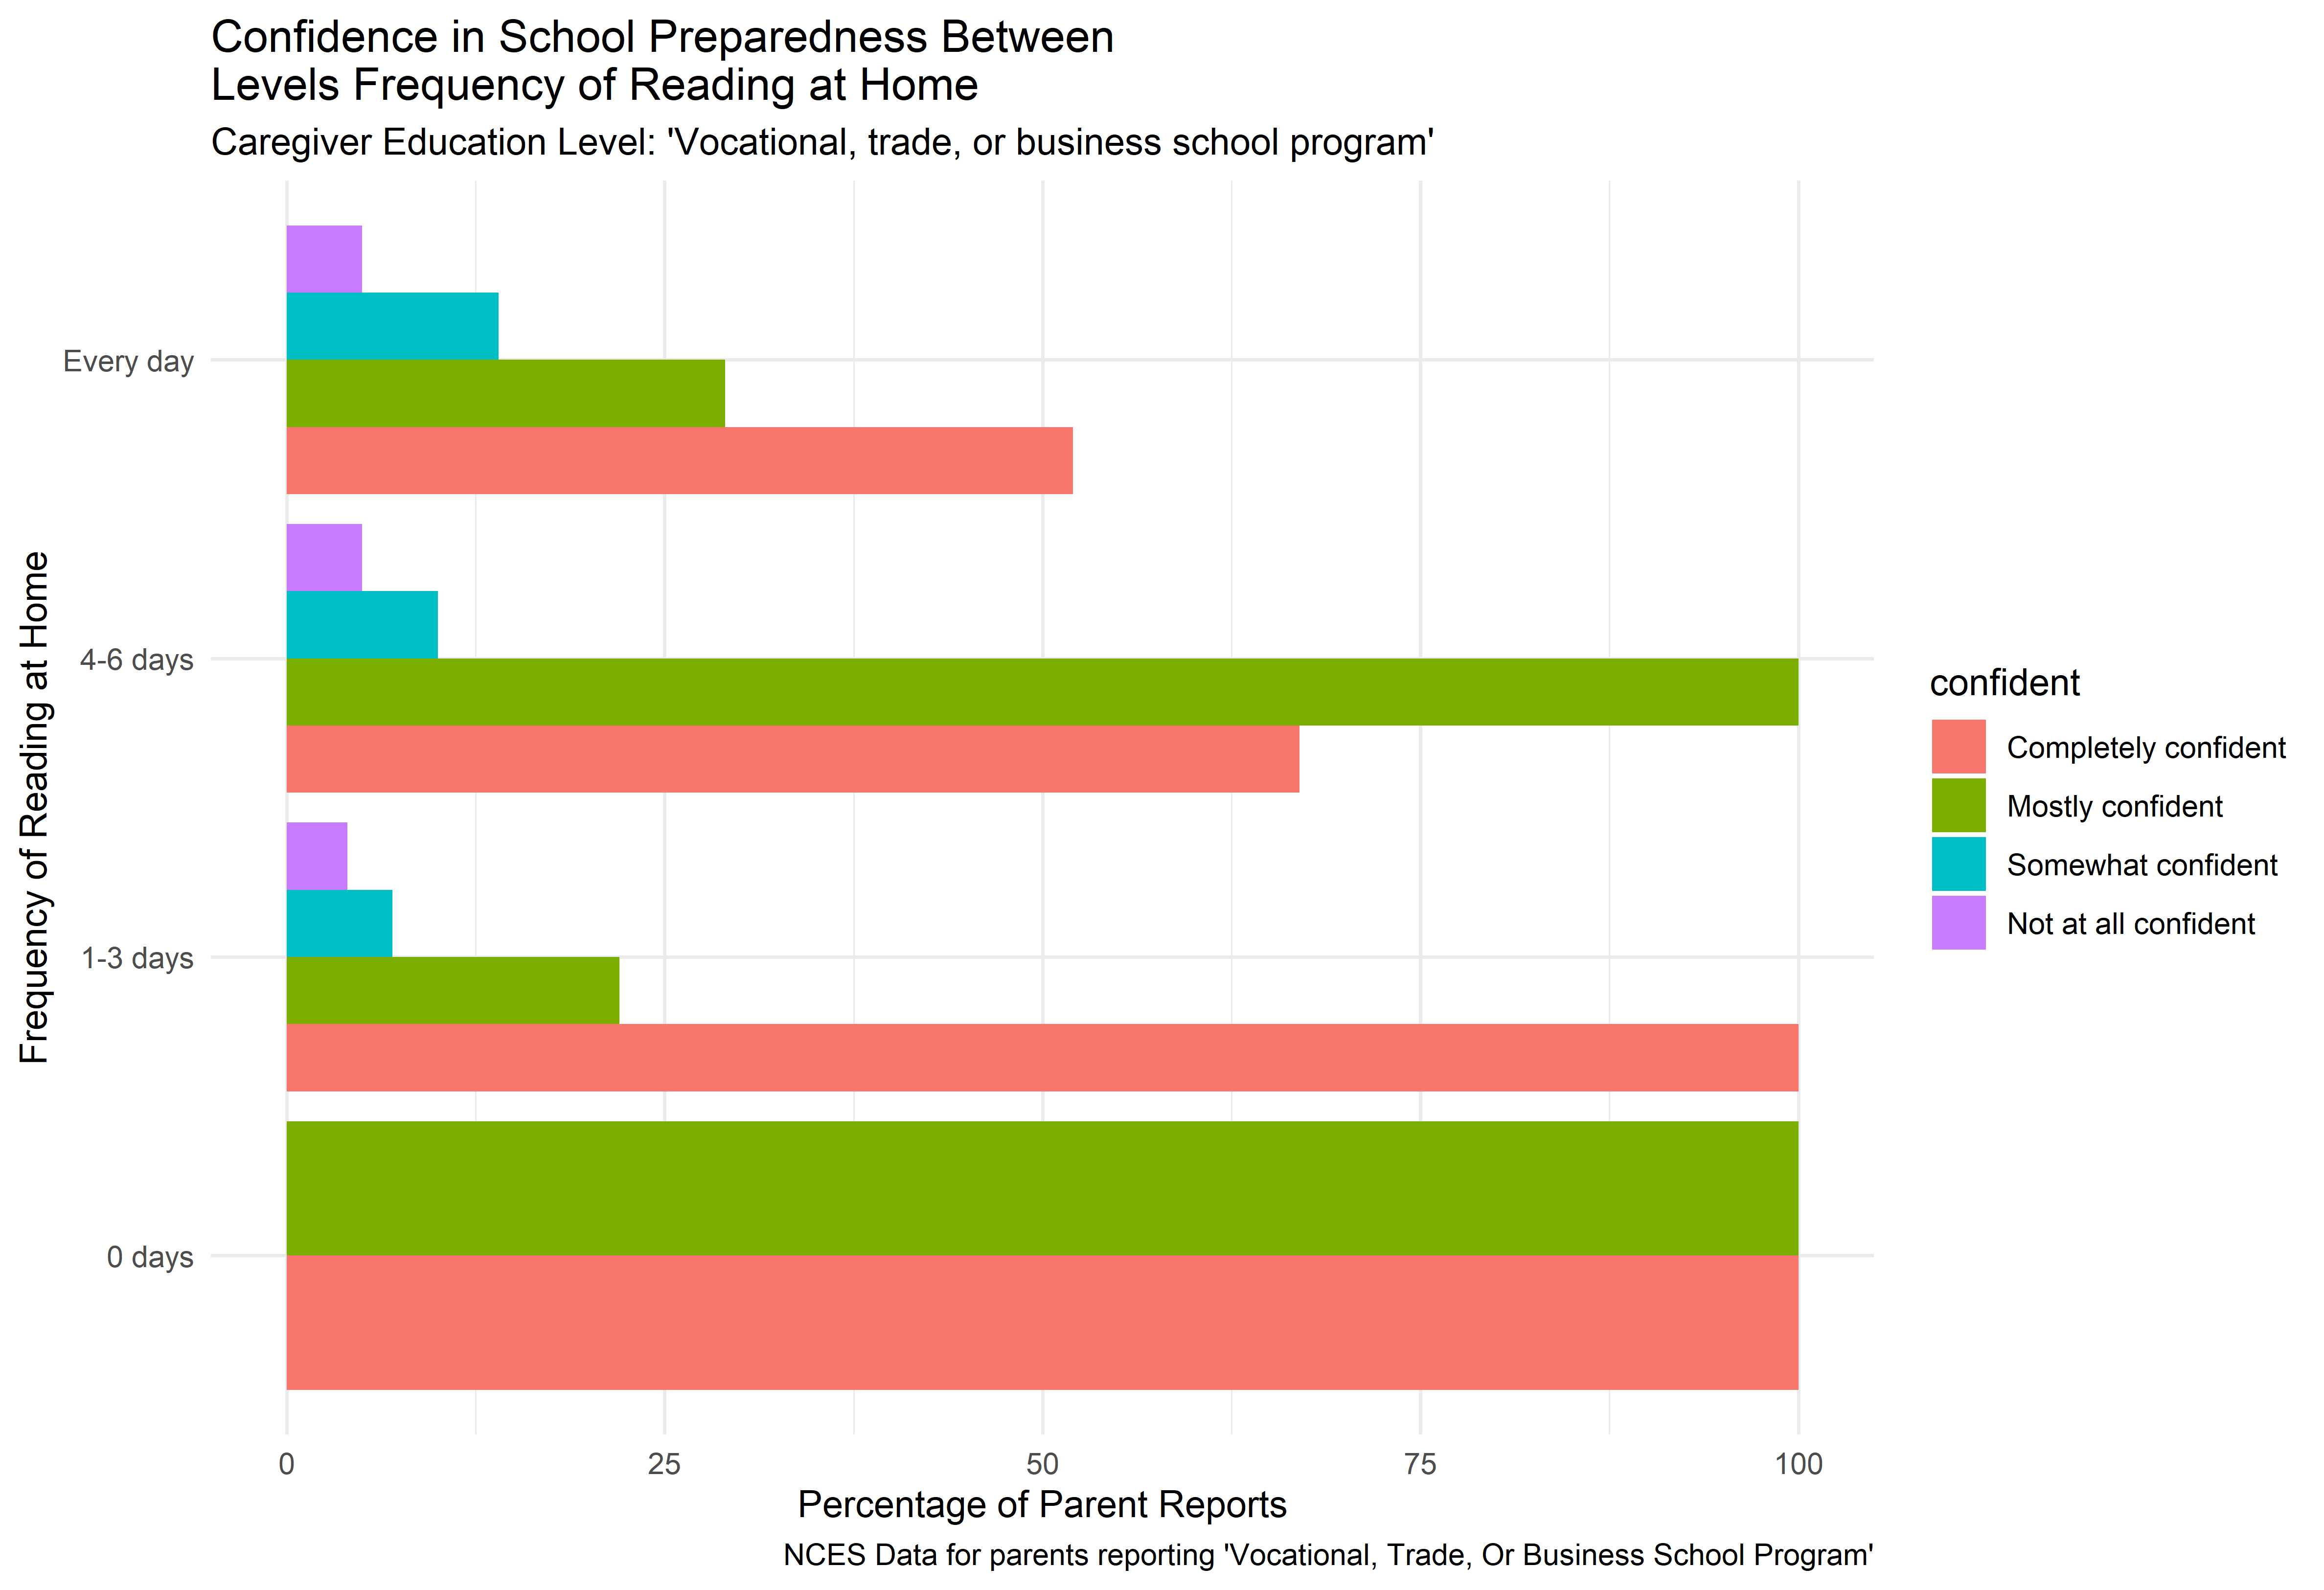 Confidence in School Preparedness Between
Levels Frequency of Reading at Home
Caregiver Education Level: 'Vocational, trade, or business school program'
Frequency of Reading at Home
Every day
4-6 days
1-3 days
0 days
0
25
50
75
100
Percentage of Parent Reports
NCES Data for parents reporting 'Vocational, Trade, Or Business School Program'
confident
Completely confident
Mostly confident
Somewhat confident
Not at all confident